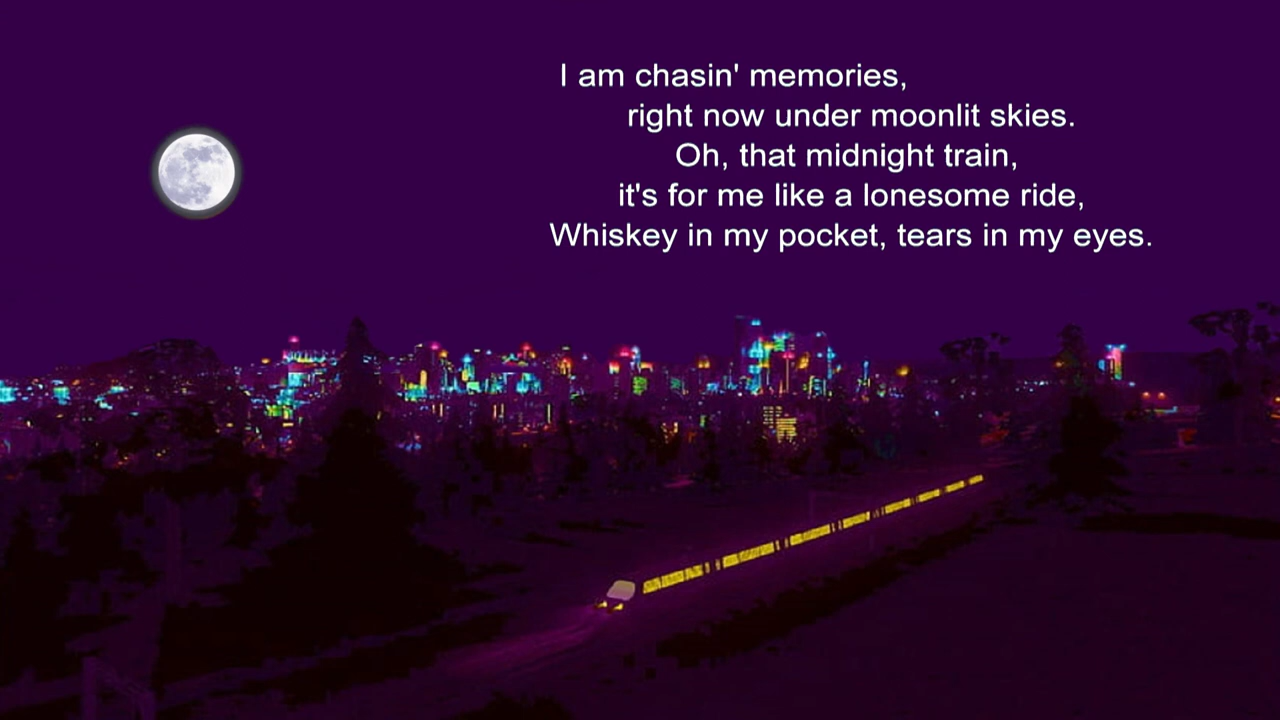 I am chasin' memories,
right now under moonlit skies.
Oh, that midnight train,
it's for me like a lonesome ride,
Whiskey in my pocket, tears in my eyes.